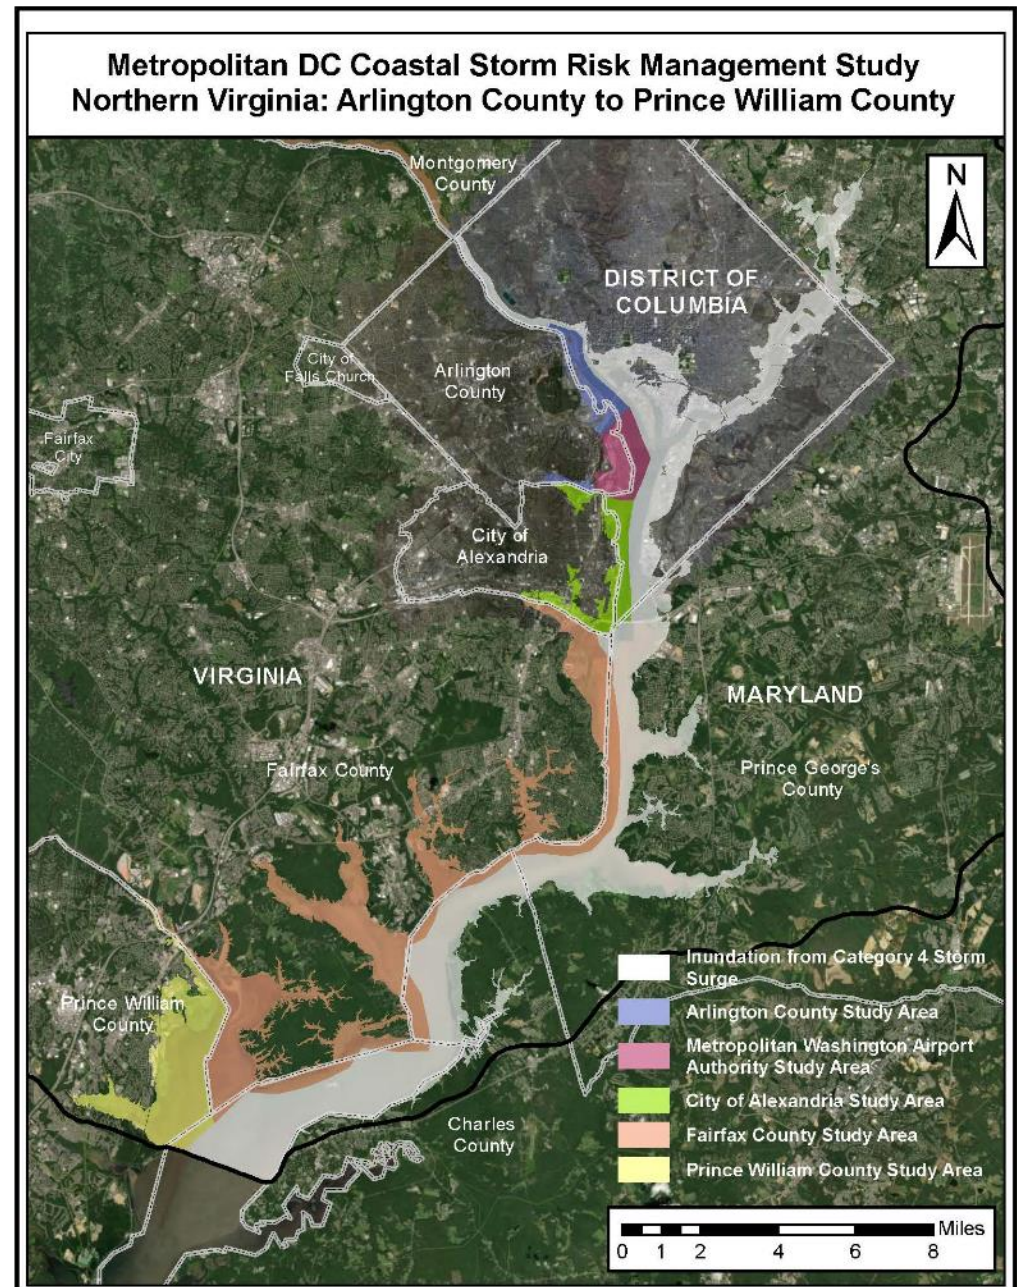 Metropolitan DC Coastal Storm Risk Management Study
Northern Virginia: Arlington County to Prince William County
Montgomery
County
N
DISTRICT OF
COLUMBIA
City of
Falls Church
Arlington
County
Fairfax
City
City of
Alexandria
VIRGINIA
MARYLAND
Fairfax County
Prince George's
County
Prince William
County
Charles
County
Inundation from Category 4 Storm
Surge
Arlington County Study Area
Metropolitan Washington Airport
Authority Study Area
City of Alexandria Study Area
Fairfax County Study Area
Prince William County Study Area
Miles
0 1 2 4 6 8